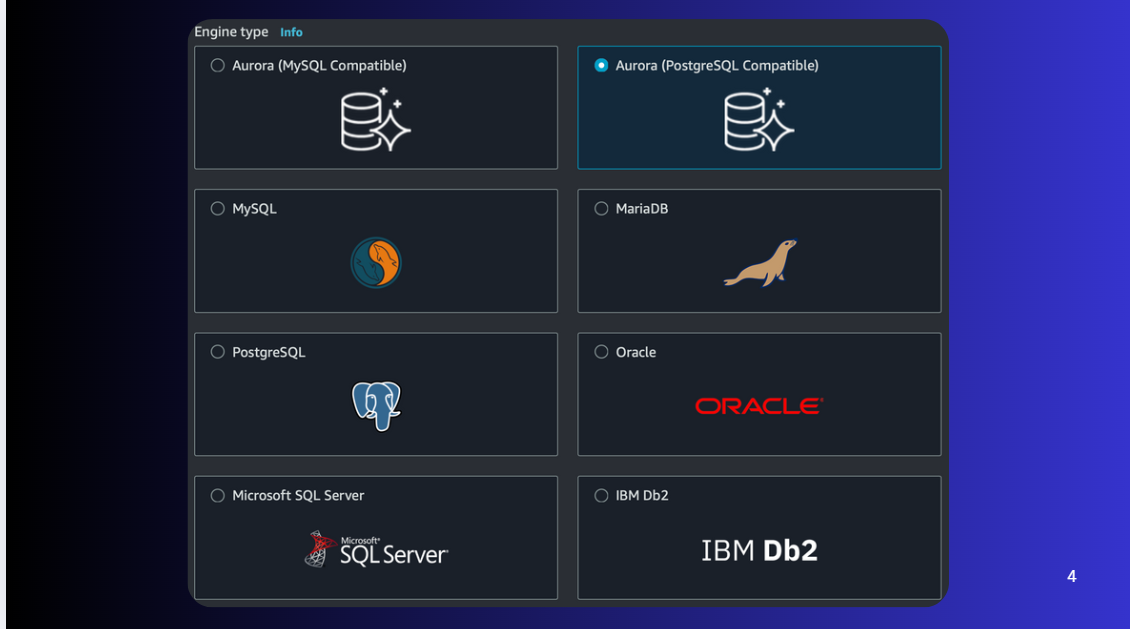 Engine type Info
Aurora (MySQL Compatible)
Aurora (PostgreSQL Compatible)
MySQL
MariaDB
PostgreSQL
Oracle
ORACLE
Microsoft SQL Server
IBM Db2
Microsoft®
SQL Server®
IBM Db2
4